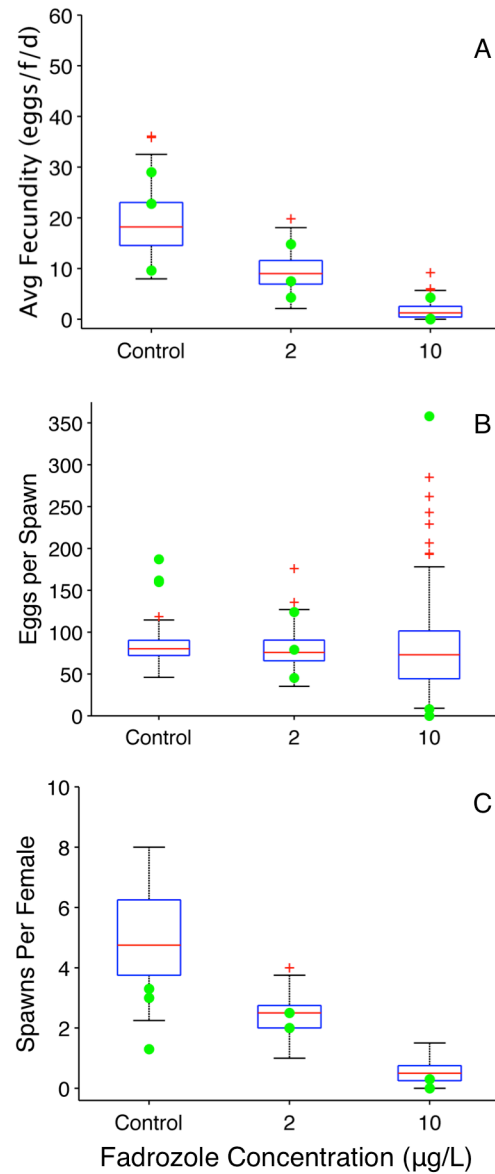 A
Avg Fecundity (eggs/f/d)
60
50
40
30
20
10
0
Control 2 10
B
Eggs per Spawn
350
300
250
200
150
100
50
0
Control 2 10
C
Spawns Per Female
10
8
6
4
2
0
Control 2 10
Fadrozole Concentration (µg/L)